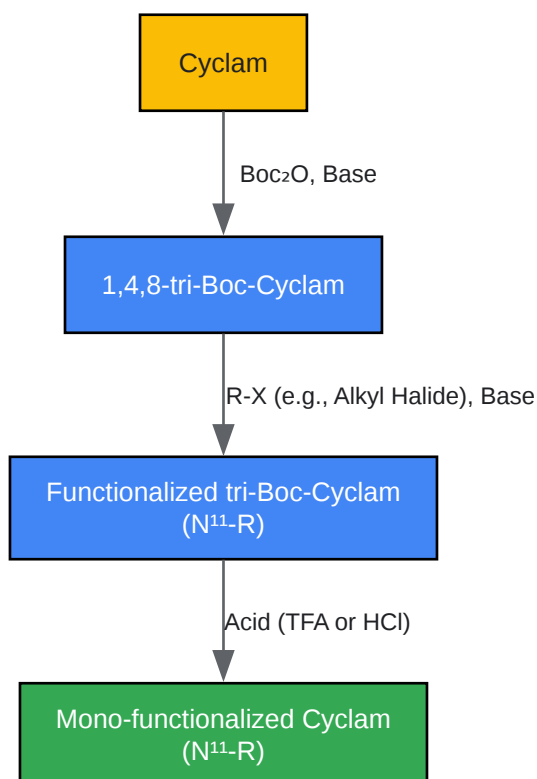 Cyclam
Boc₂O, Base
1,4,8-tri-Boc-Cyclam
R-X (e.g., Alkyl Halide), Base
Functionalized tri-Boc-Cyclam
(N¹¹-R)
Acid (TFA or HCl)
Mono-functionalized Cyclam
(N¹¹-R)